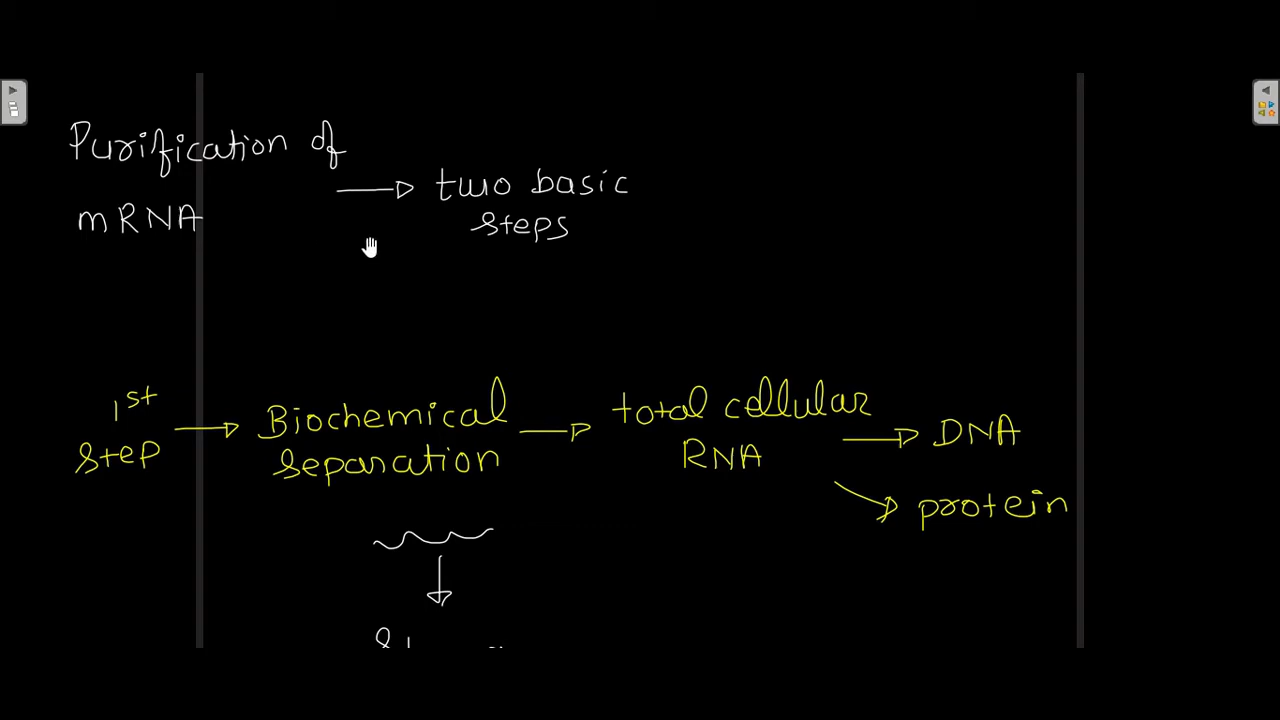 Purification of
mRNA
two basic
steps
1st
step
Biochemical
separation
total cellular
RNA
DNA
protein